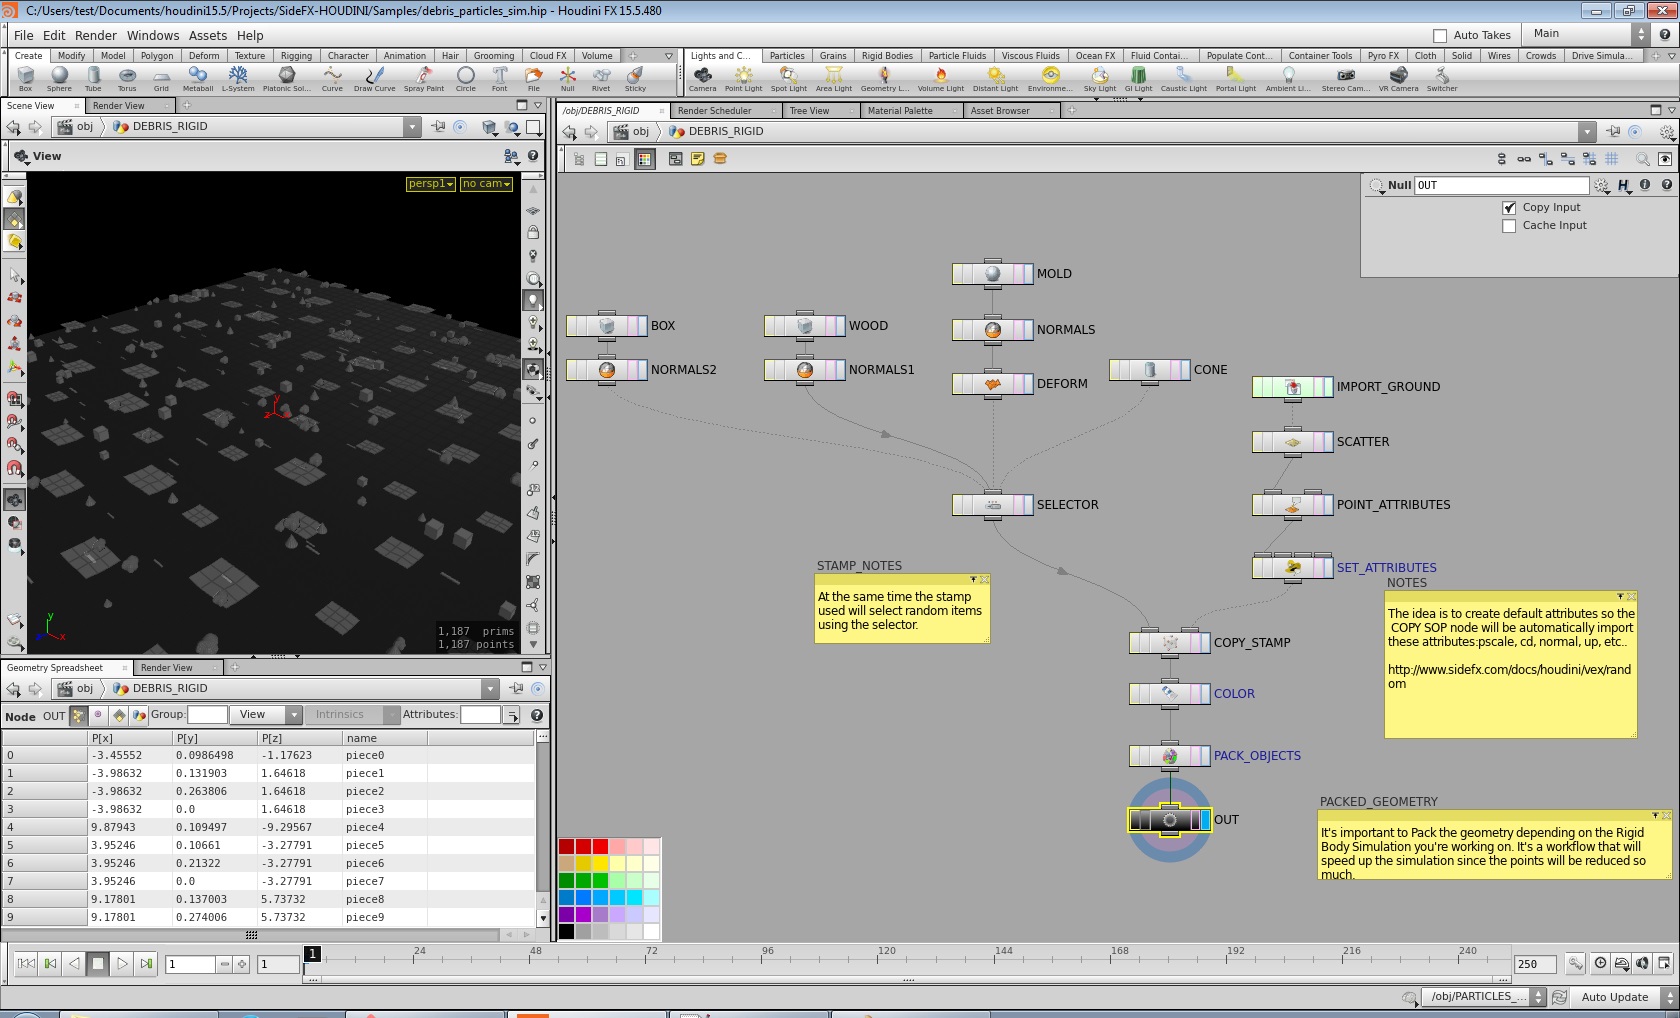 C:/Users/test/Documents/houdini15.5/Projects/SideFX-HOUDINI/Samples/debris_particles_sim.hip - Houdini FX 15.5.480
File Edit Render Windows Assets Help
Auto Takes Main
Create Modify Model Polygon Deform Texture Rigging Character Animation Hair Grooming Cloud FX Volume
Lights and C... Particles Grains Rigid Bodies Particle Fluids Viscous Fluids Ocean FX Fluid Contai... Populate Cont... Container Tools Pyro FX Cloth Solid Wires Crowds Drive Simula...
Box Sphere Tube Torus Grid Metaball L-System Platonic Sol... Curve Draw Curve Spray Paint Circle Font File Null Rivet Sticky
Camera Point Light Spot Light Area Light Geometry L... Volume Light Distant Light Environme... Sky Light GI Light Caustic Light Portal Light Ambient Light Stereo Cam... VR Camera Switcher
Scene View Render View
/obj/DEBRIS_RIGID Render Scheduler Tree View Material Palette Asset Browser
obj DEBRIS_RIGID
obj DEBRIS_RIGID
View
persp1 no cam
Null OUT
Copy Input
Cache Input
MOLD
BOX
WOOD
NORMALS
NORMALS2
NORMALS1
DEFORM
CONE
IMPORT_GROUND
SCATTER
SELECTOR
POINT_ATTRIBUTES
SET_ATTRIBUTES
STAMP_NOTES
At the same time the stamp
used will select random items
using the selector.
NOTES
The idea is to create default attributes so the
COPY SOP node will be automatically import
these attributes:pscale, cd, normal, up, etc..
http://www.sidefx.com/docs/houdini/vex/rand
om
COPY_STAMP
COLOR
PACK_OBJECTS
OUT
PACKED_GEOMETRY
It's important to Pack the geometry depending on the Rigid
Body Simulation you're working on. It's a workflow that will
speed up the simulation since the points will be reduced so
much.
y
z x
y
z x
1,187 prims
1,187 points
Geometry Spreadsheet Render View
obj DEBRIS_RIGID
Node OUT Group: View Intrinsics Attributes:
P[x] P[y] P[z] name
0 -3.45552 0.0986498 -1.17623 piece0
1 -3.98632 0.131903 1.64618 piece1
2 -3.98632 0.263806 1.64618 piece2
3 -3.98632 0.0 1.64618 piece3
4 9.87943 0.109497 -9.29567 piece4
5 3.95246 0.10661 -3.27791 piece5
6 3.95246 0.21322 -3.27791 piece6
7 3.95246 0.0 -3.27791 piece7
8 9.17801 0.137003 5.73732 piece8
9 9.17801 0.274006 5.73732 piece9
1 1 1 24 48 72 96 120 144 168 192 216 240 250
/obj/PARTICLES_... Auto Update